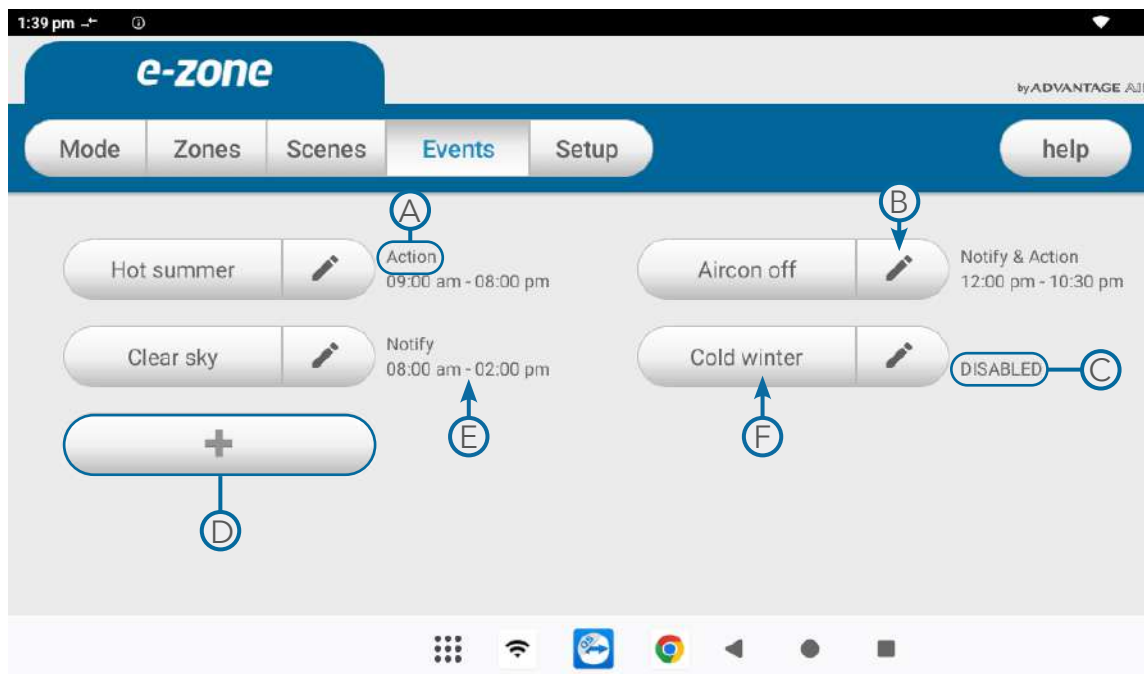 1:39 pm
e-zone
by ADVANTAGE AIR
Mode Zones Scenes Events Setup help
A
B
Hot summer
Action
09:00 am - 08:00 pm
Aircon off
Notify & Action
12:00 pm - 10:30 pm
Clear sky
Notify
08:00 am - 02:00 pm
Cold winter
DISABLED
C
+
E
F
D